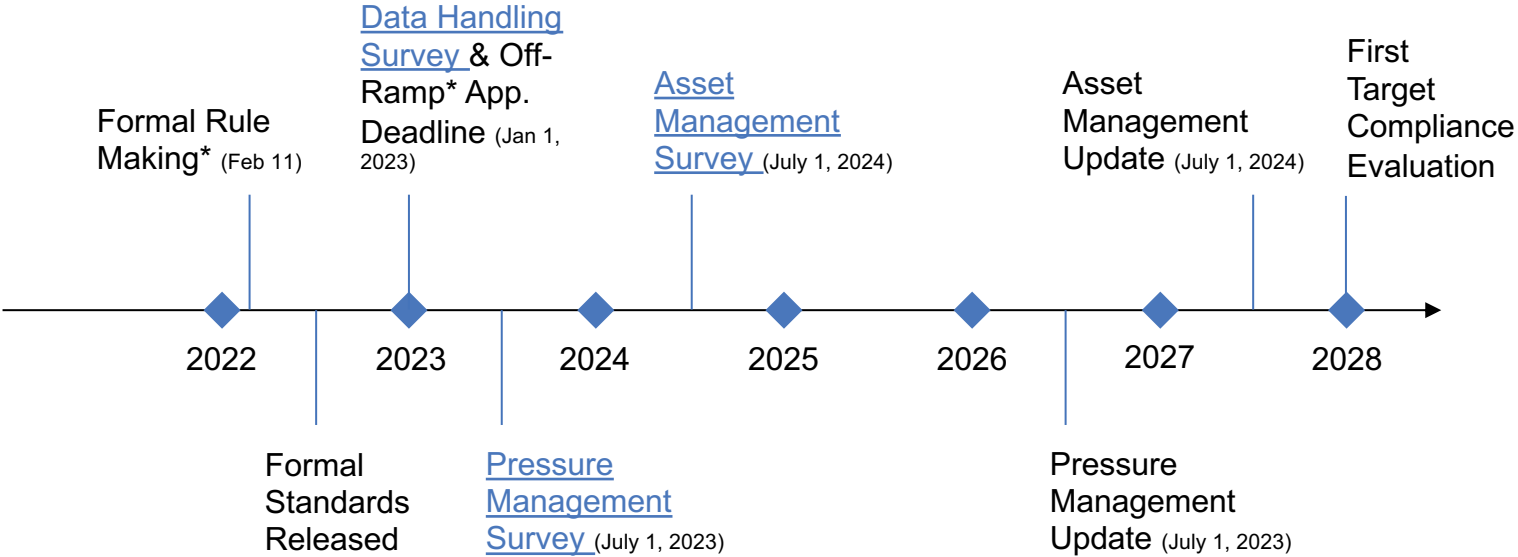 Formal Rule
Making* (Feb 11)
Data Handling
Survey & Off-
Ramp* App.
Deadline (Jan 1,
2023)
Asset
Management
Survey (July 1, 2024)
Asset
Management
Update (July 1, 2024)
First
Target
Compliance
Evaluation
2022
2023
2024
2025
2026
2027
2028
Formal
Standards
Released
Pressure
Management
Survey (July 1, 2023)
Pressure
Management
Update (July 1, 2023)